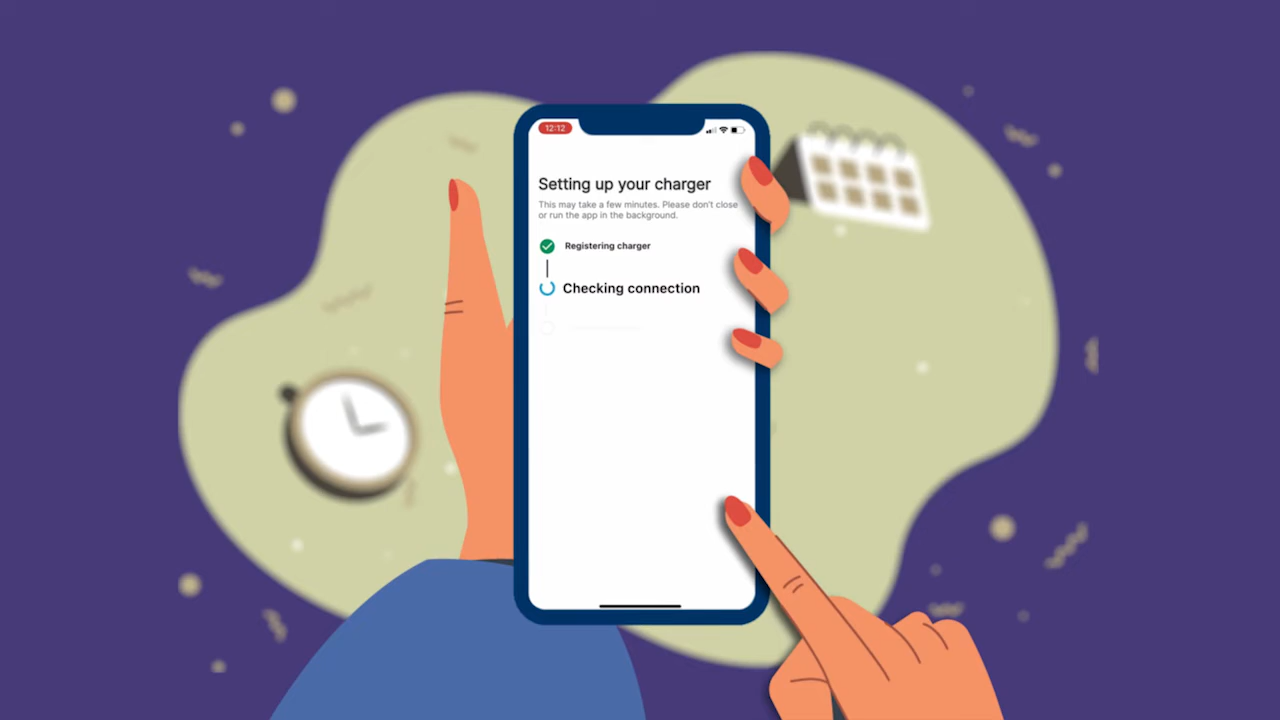 12:12
Setting up your charger
This may take a few minutes. Please don't close
or run the app in the background.
Registering charger
Checking connection